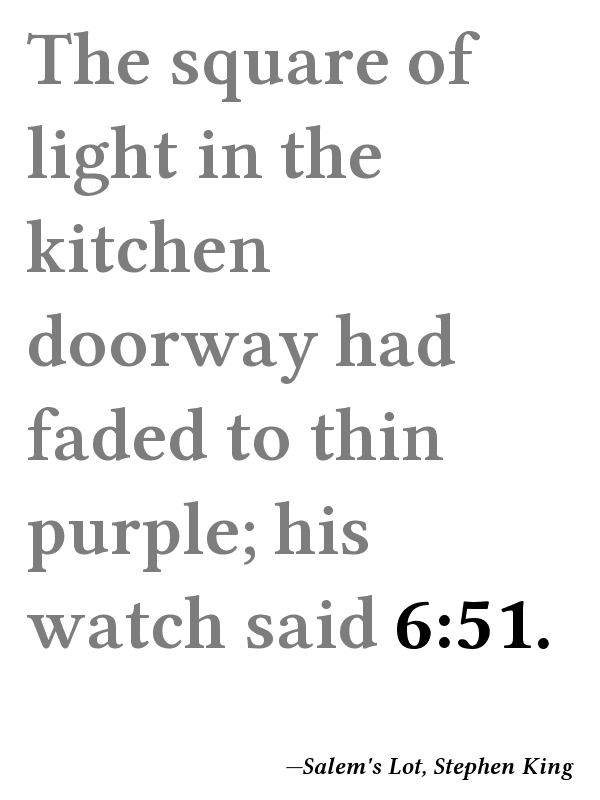 The square of
light in the
kitchen
doorway had
faded to thin
purple; his
watch said 6:51.
—Salem's Lot, Stephen King